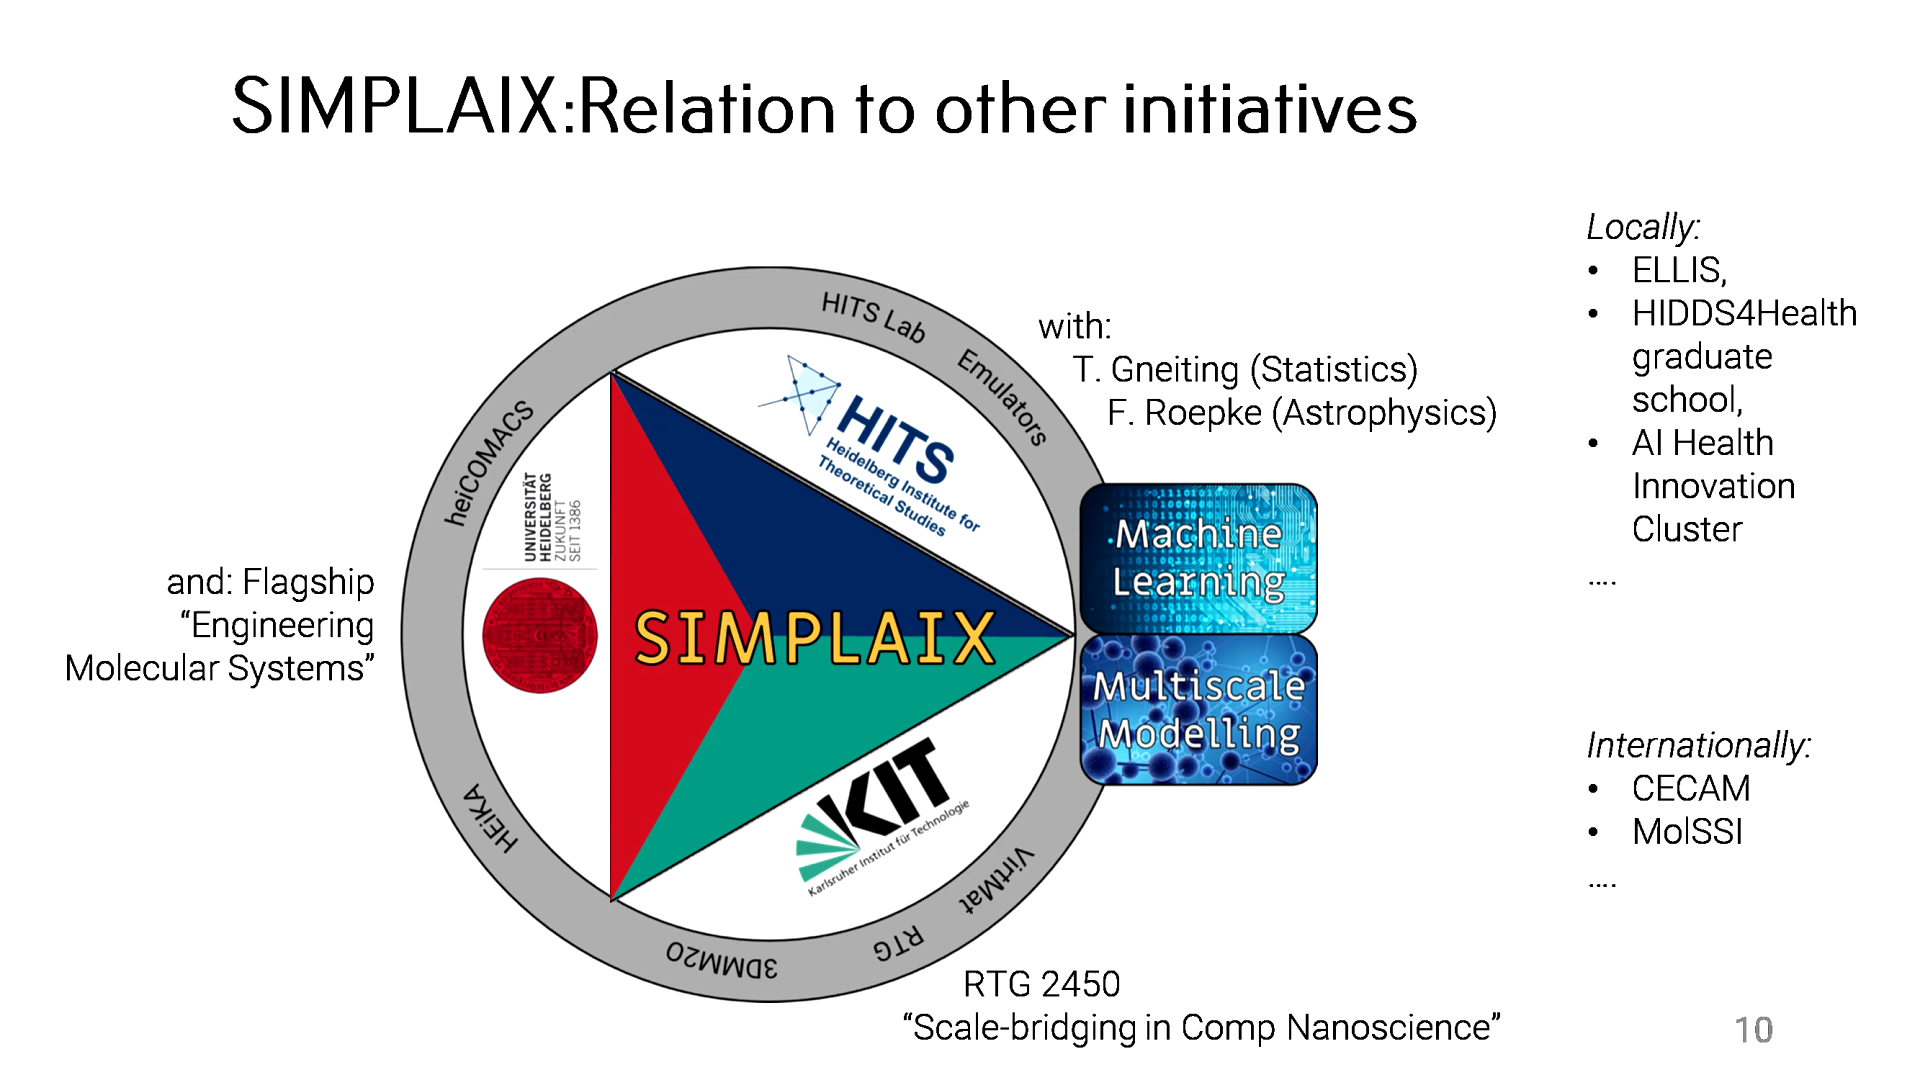 SIMPLAIX:Relation to other initiatives
Locally:
• ELLIS,
• HIDDS4Health
graduate
school,
• AI Health
Innovation
Cluster
....
Internationally:
• CECAM
• MolSSI
....
with:
T. Gneiting (Statistics)
F. Roepke (Astrophysics)
HITS Lab
Emulators
heiCOMACS
HEiKA
3DMM2O
RTG
VirtMat
HITS
Heidelberg Institute for
Theoretical Studies
UNIVERSITÄT
HEIDELBERG
ZUKUNFT
SEIT 1386
SIMPLAIX
KIT
Karlsruher Institut für Technologie
Machine
Learning
Multiscale
Modelling
and: Flagship
“Engineering
Molecular Systems”
RTG 2450
“Scale-bridging in Comp Nanoscience”
10